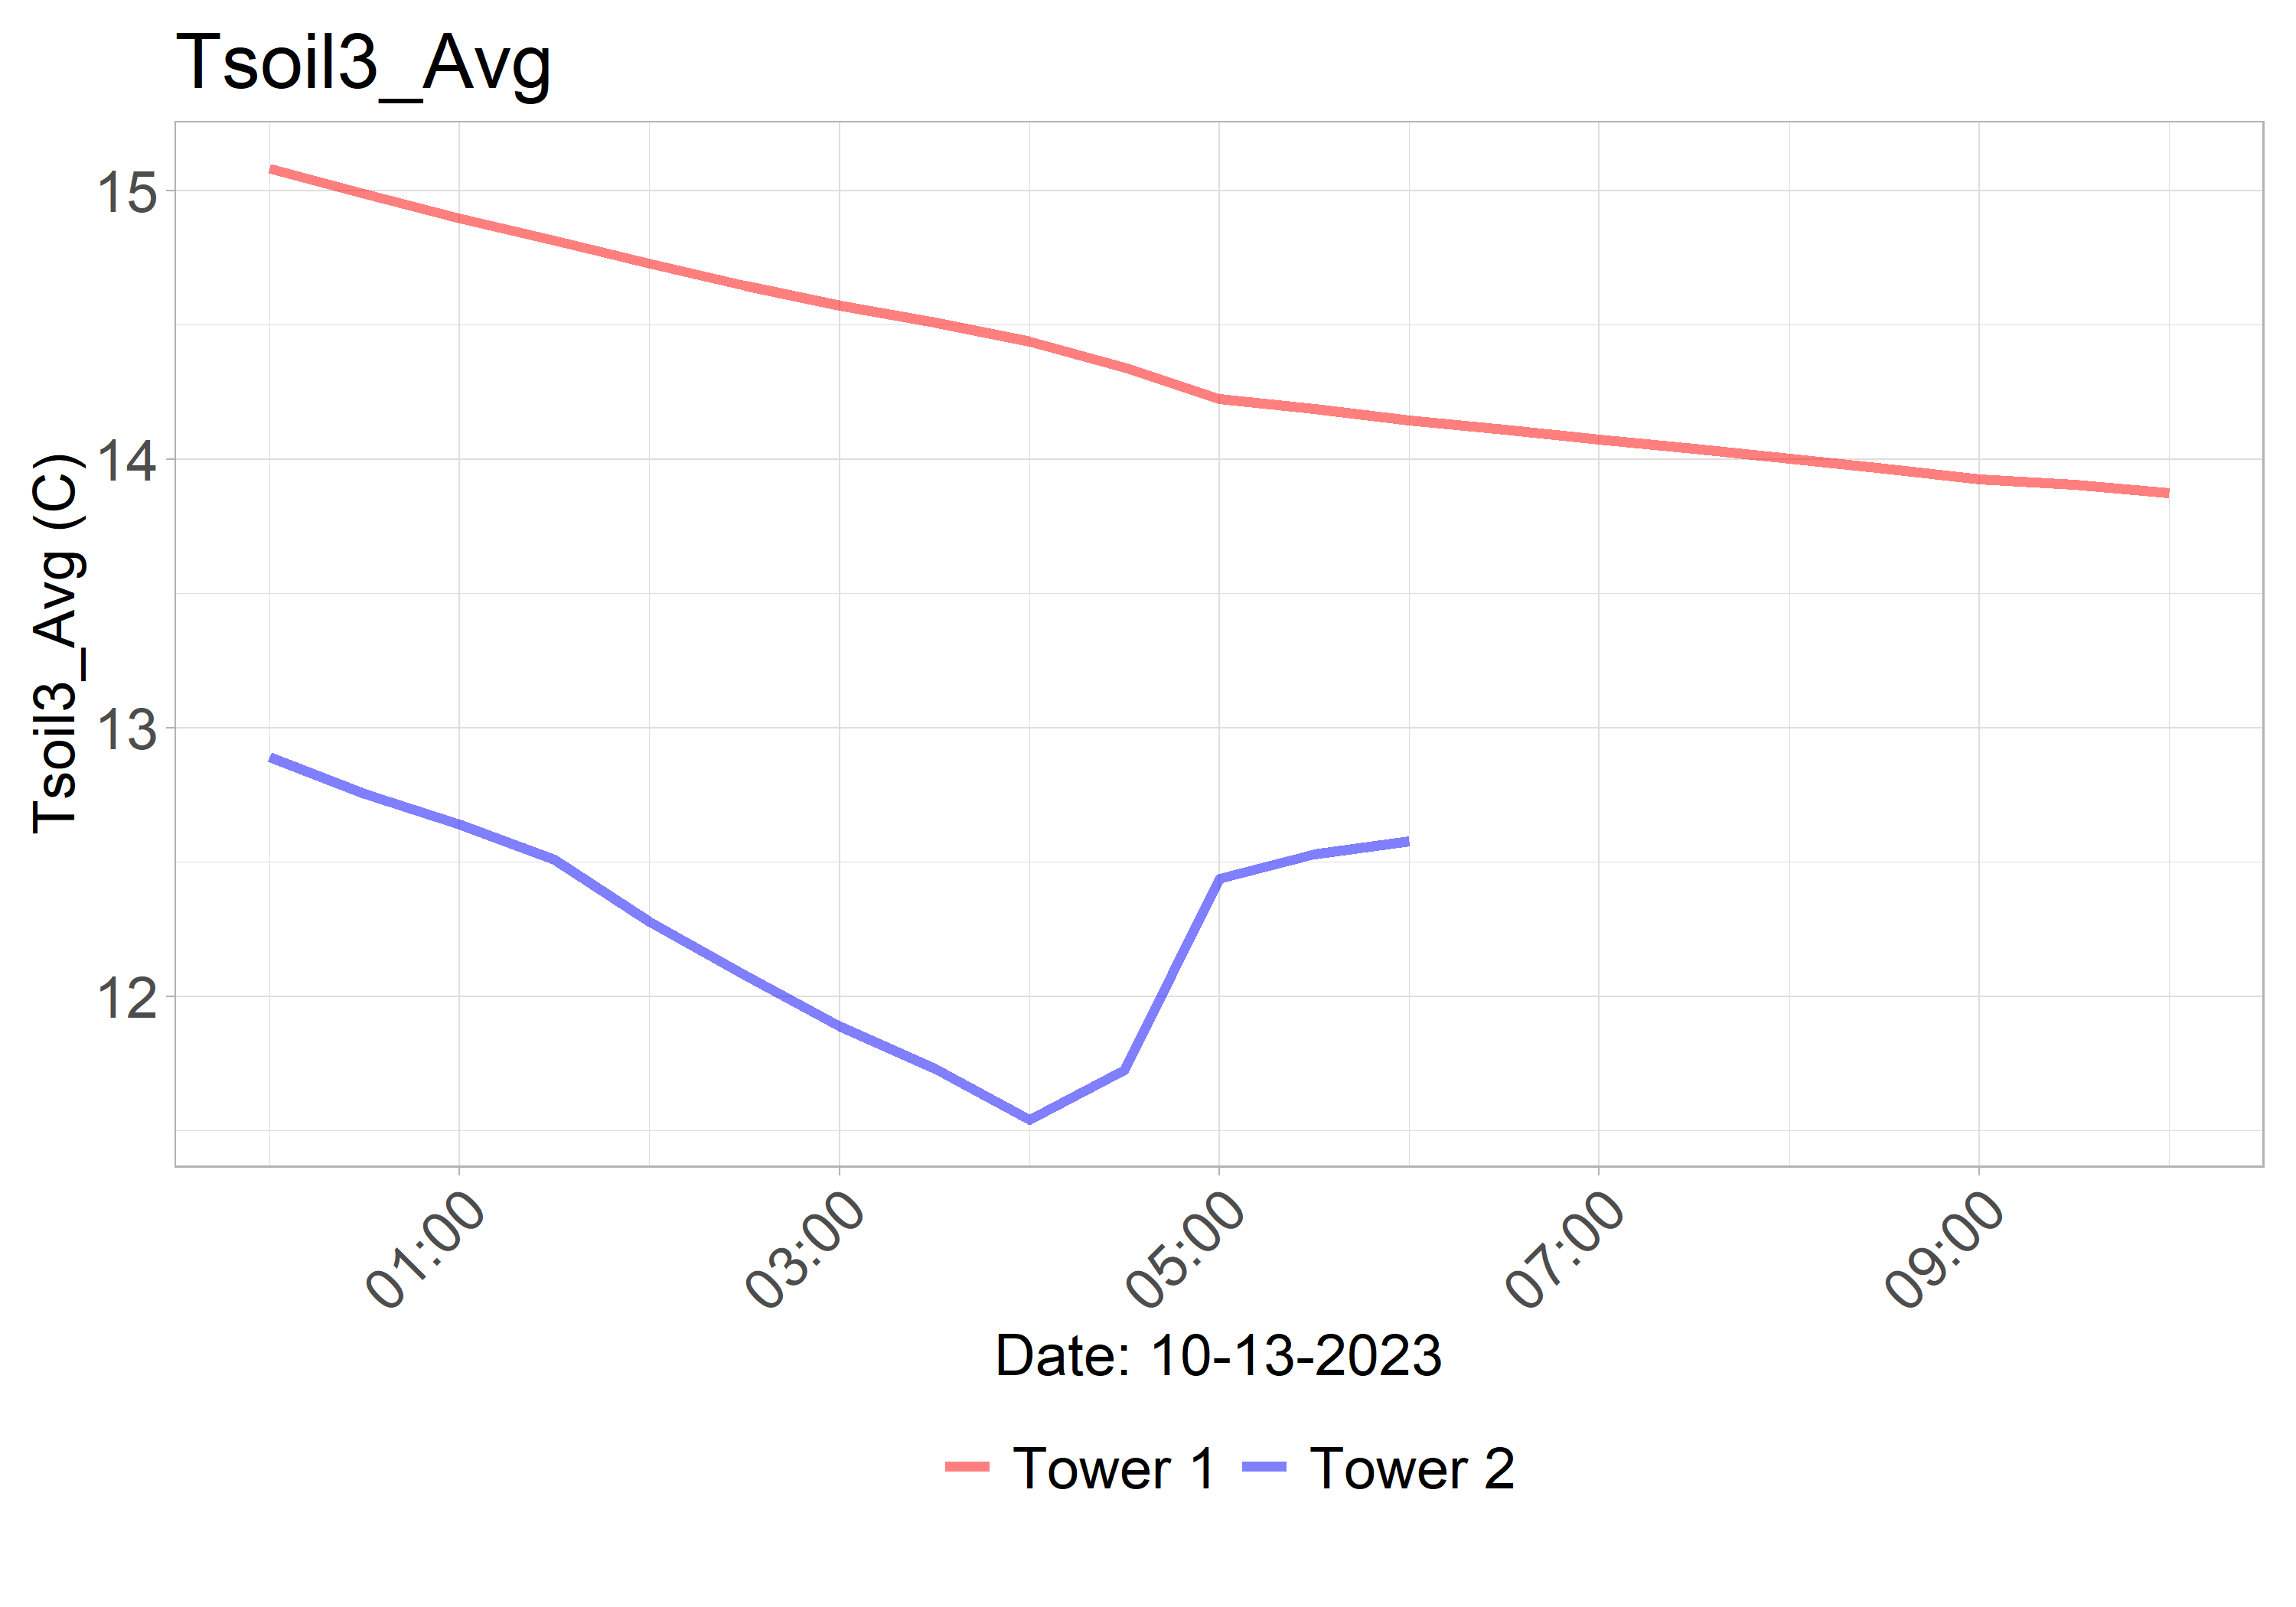 Tsoil3_Avg
Tsoil3_Avg (C)
15
14
13
12
01:00
03:00
05:00
07:00
09:00
Date: 10-13-2023
Tower 1
Tower 2